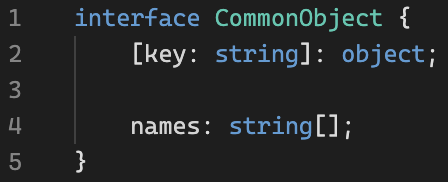 1 interface CommonObject {
2 [key: string]: object;
3
4 names: string[];
5 }